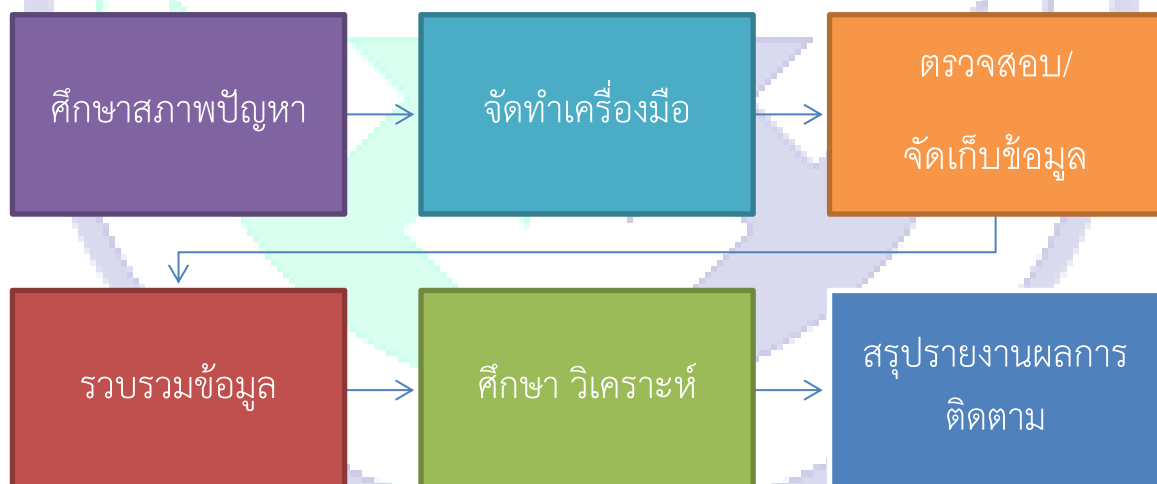 ศึกษาสภาพปัญหา
จัดทำเครื่องมือ
ตรวจสอบ/
จัดเก็บข้อมูล
รวบรวมข้อมูล
ศึกษา วิเคราะห์
สรุปรายงานผลการ
ติดตาม